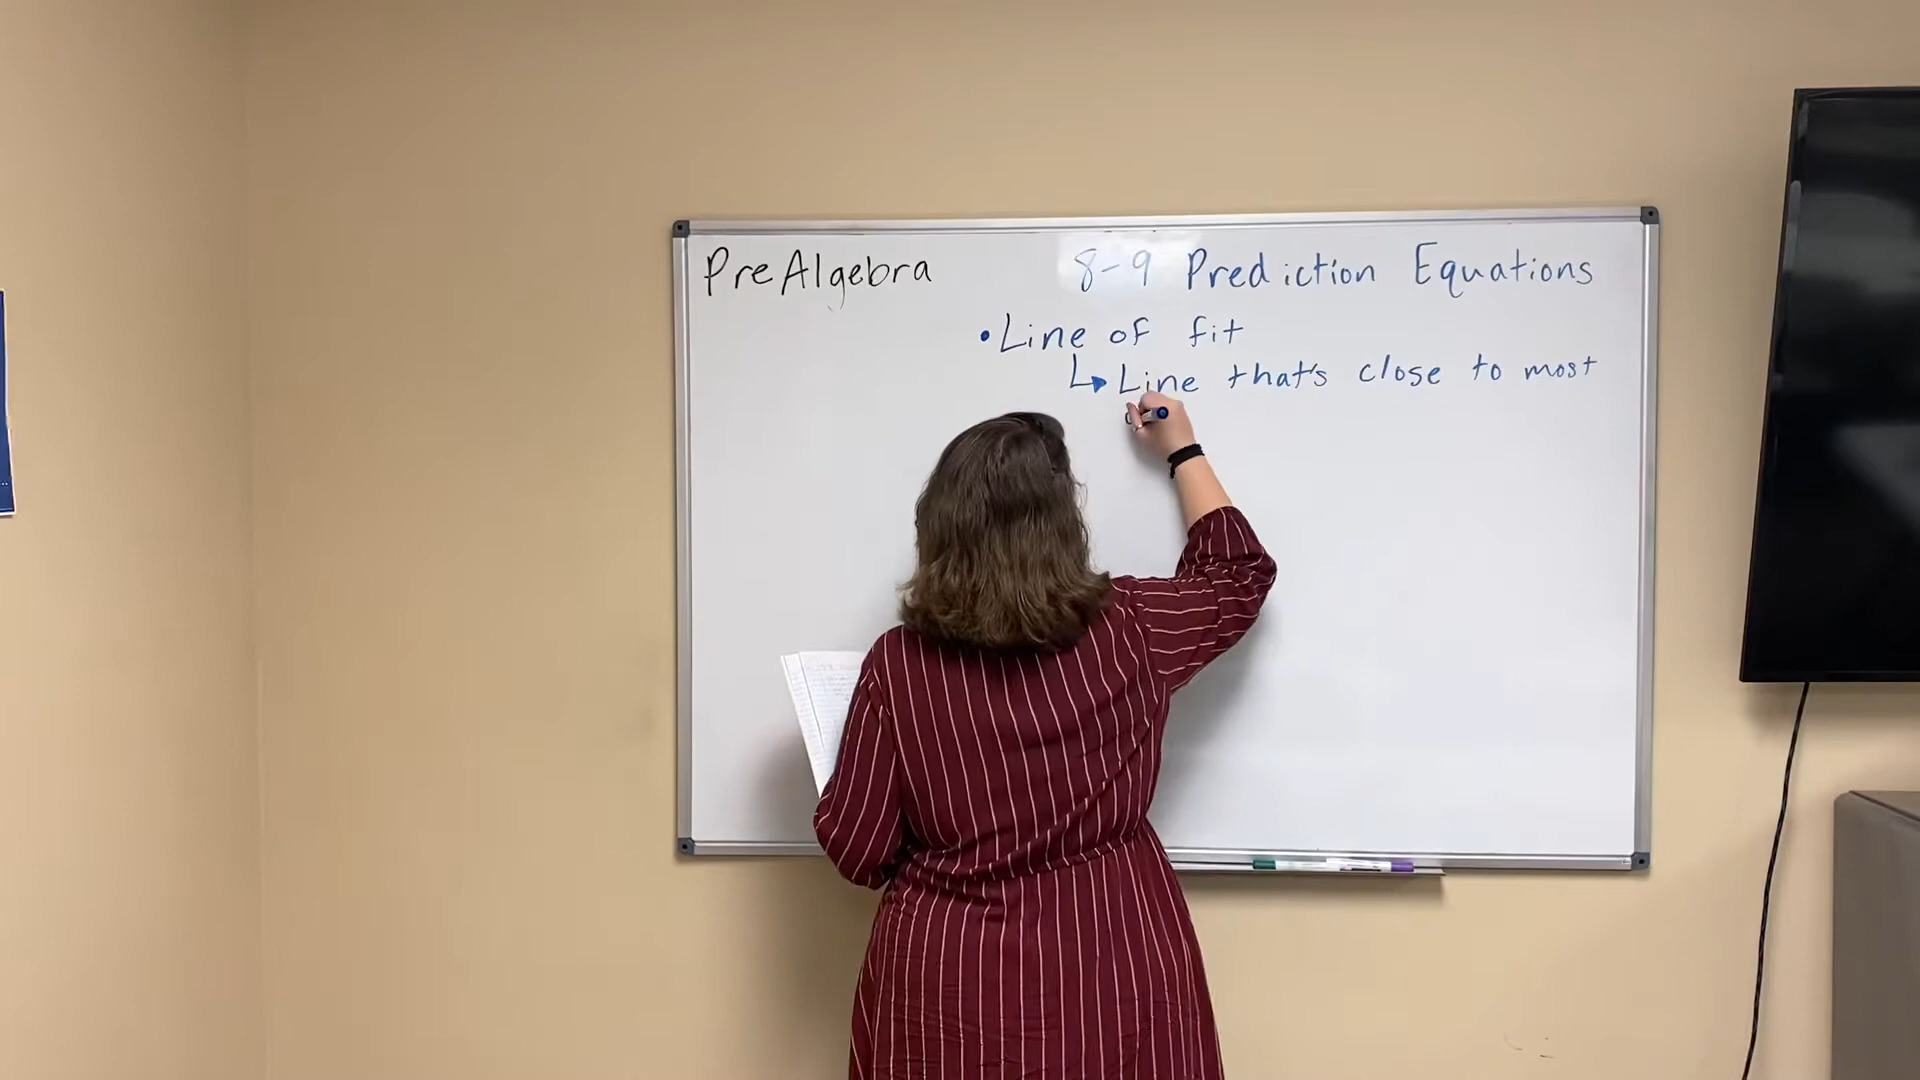 PreAlgebra
8-9 Prediction Equations
•Line of fit
↳Line that's close to most